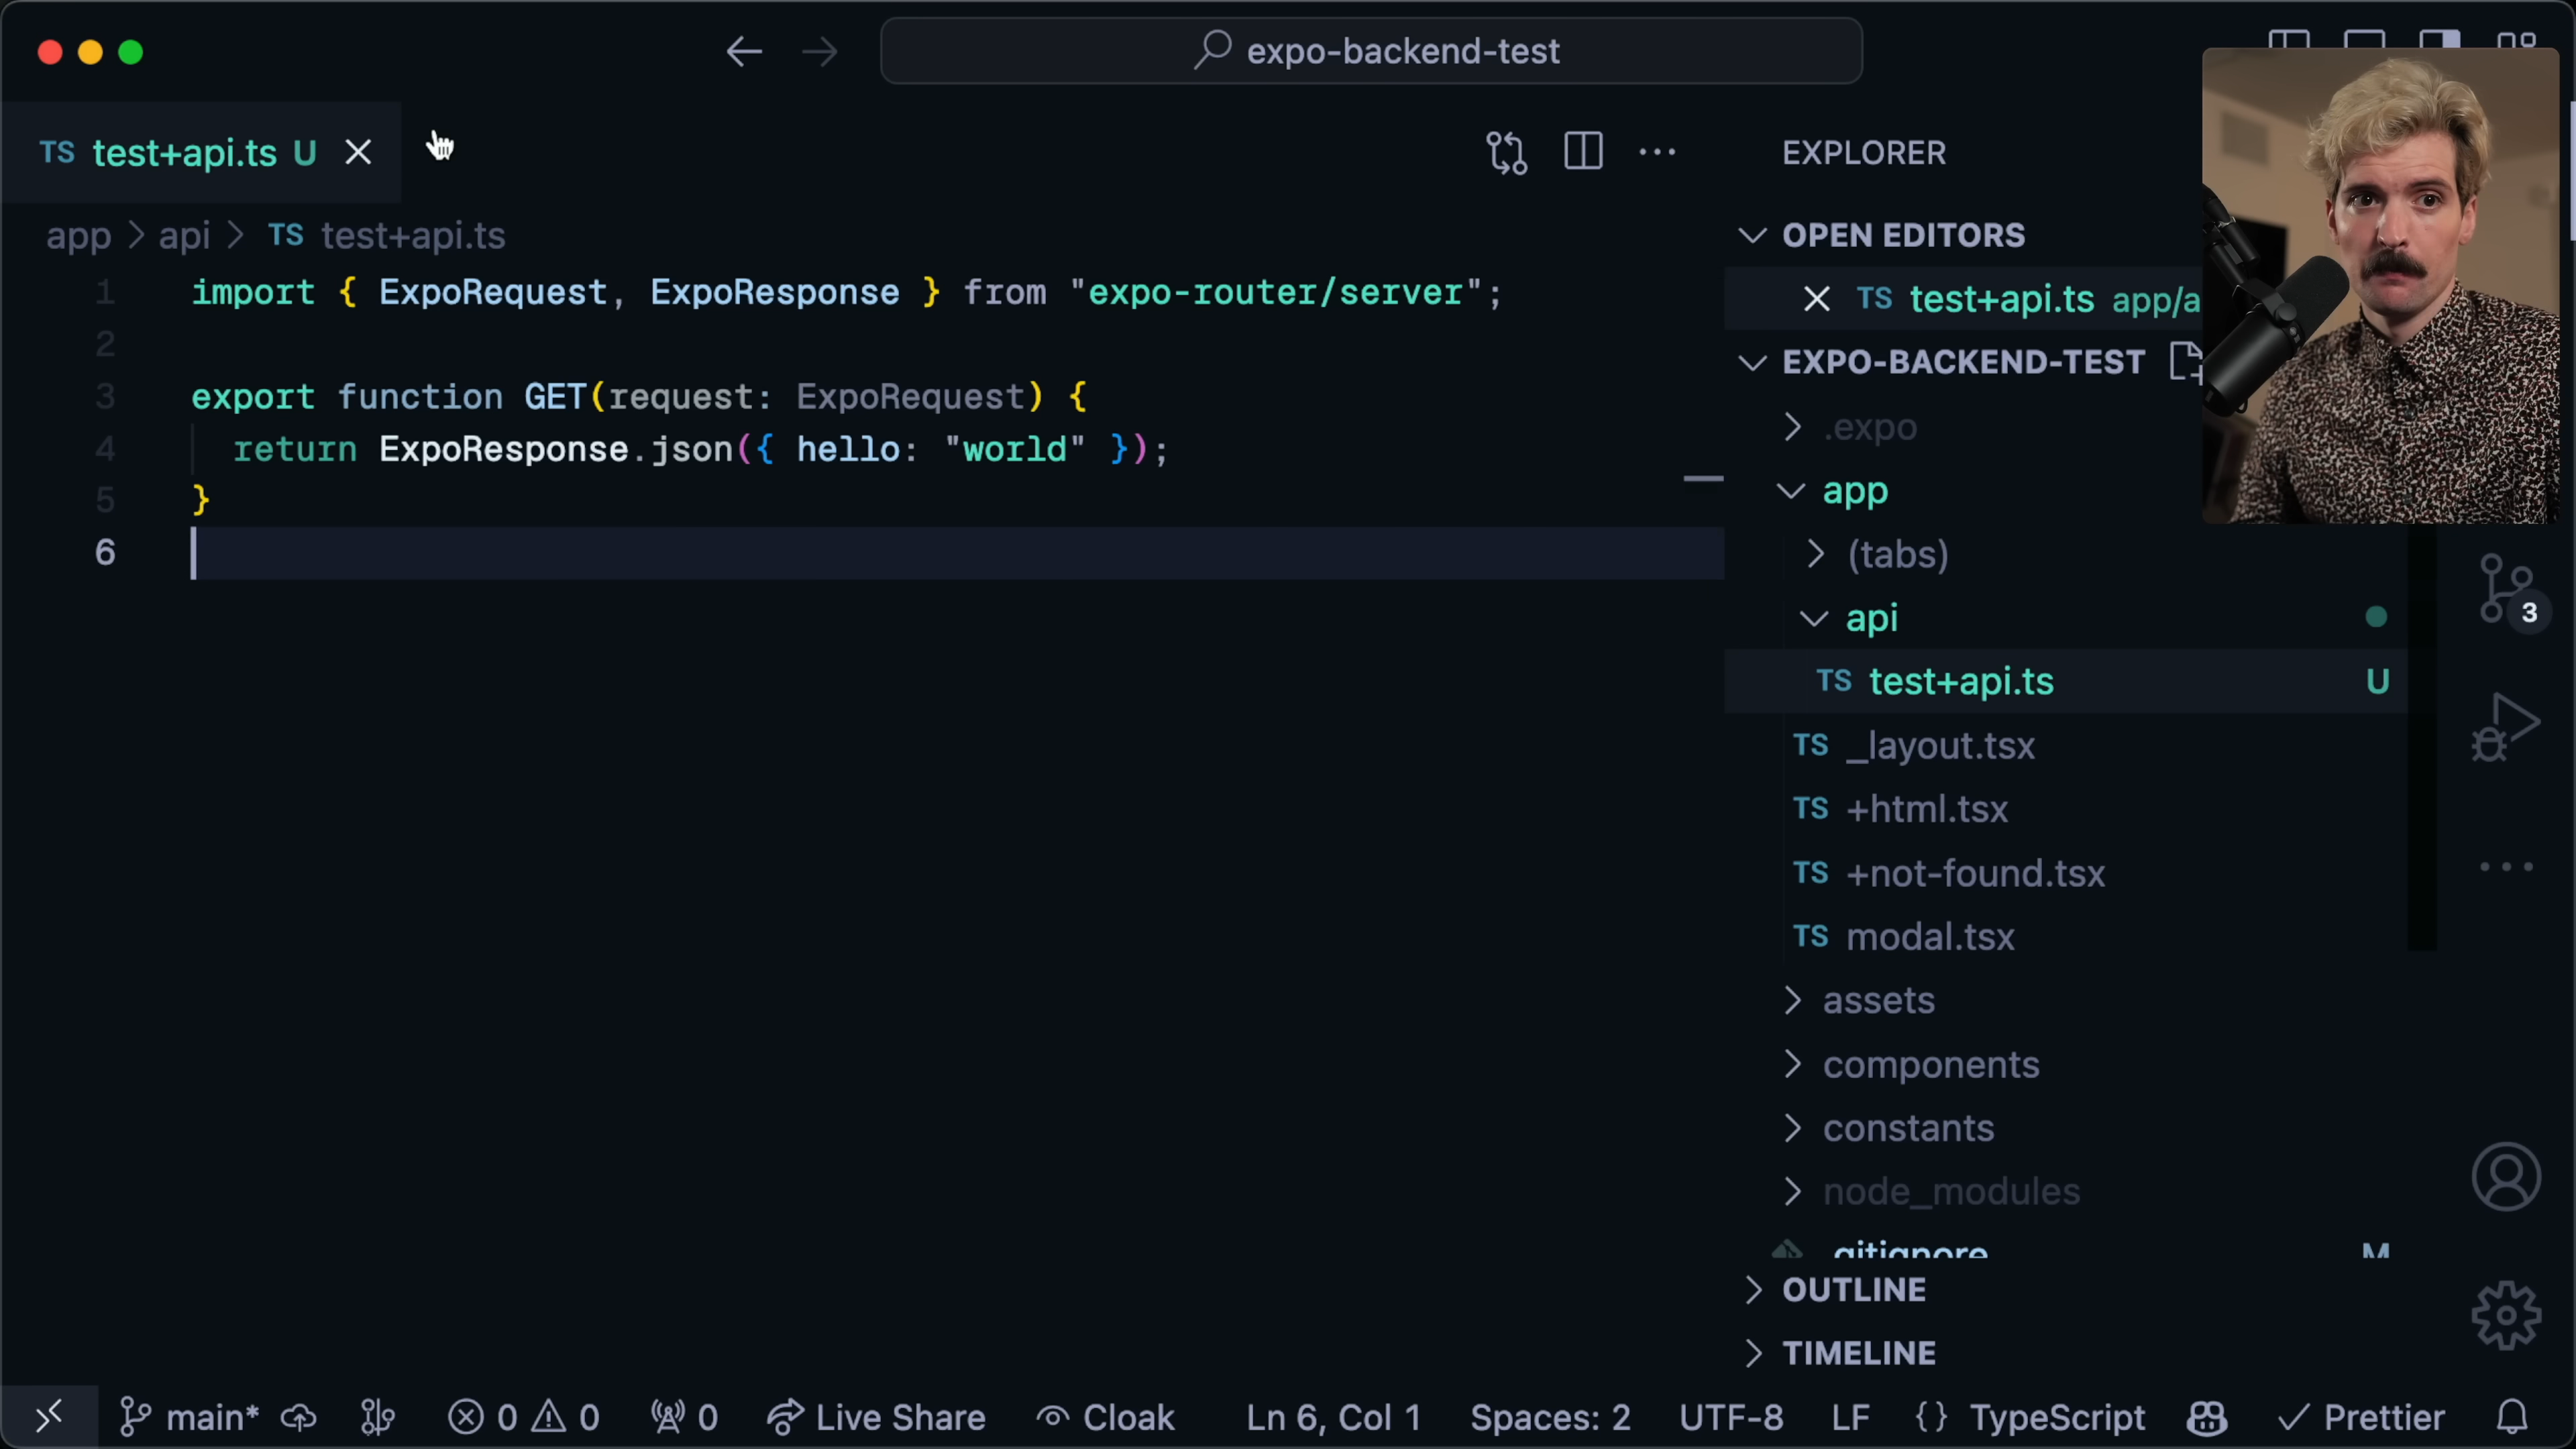 expo-backend-test
TS test+api.ts U
app > api > TS test+api.ts
1 import { ExpoRequest, ExpoResponse } from "expo-router/server";
2
3 export function GET(request: ExpoRequest) {
4 return ExpoResponse.json({ hello: "world" });
5 }
6
EXPLORER
OPEN EDITORS
TS test+api.ts app/a
EXPO-BACKEND-TEST
.expo
app
(tabs)
api
TS test+api.ts U
TS _layout.tsx
TS +html.tsx
TS +not-found.tsx
TS modal.tsx
assets
components
constants
node_modules
.gitignore M
OUTLINE
TIMELINE
3
main* 0 0 0 Live Share Cloak Ln 6, Col 1 Spaces: 2 UTF-8 LF {} TypeScript Prettier